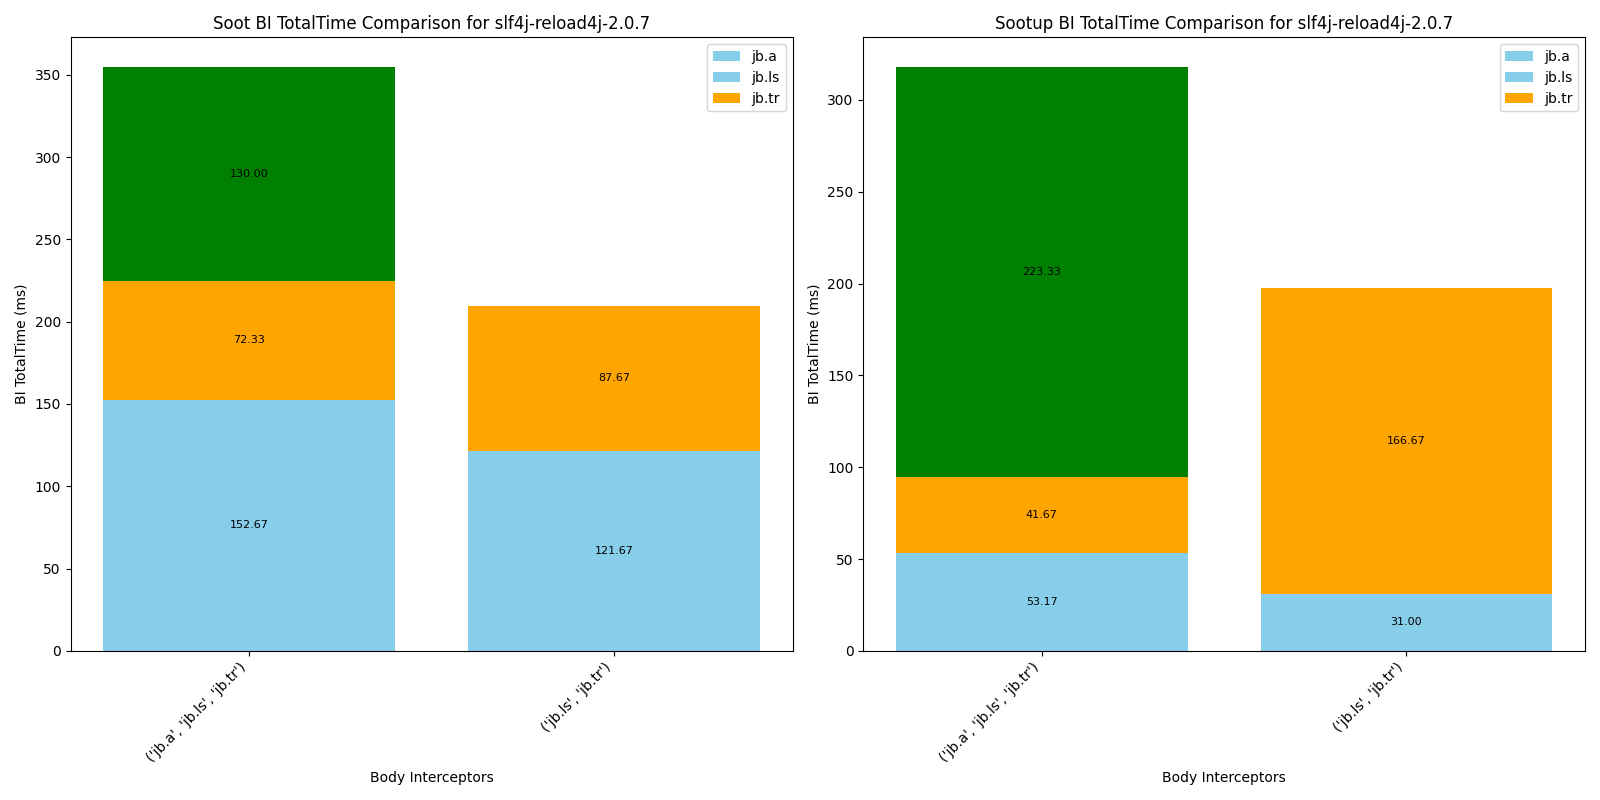 Soot BI TotalTime Comparison for slf4j-reload4j-2.0.7
BI TotalTime (ms)
350
300
250
200
150
100
50
0
130.00
72.33
152.67
87.67
121.67
jb.a
jb.ls
jb.tr
('jb.a', 'jb.ls', 'jb.tr')
('jb.ls', 'jb.tr')
Body Interceptors
Sootup BI TotalTime Comparison for slf4j-reload4j-2.0.7
BI TotalTime (ms)
300
250
200
150
100
50
0
223.33
41.67
53.17
166.67
31.00
jb.a
jb.ls
jb.tr
('jb.a', 'jb.ls', 'jb.tr')
('jb.ls', 'jb.tr')
Body Interceptors